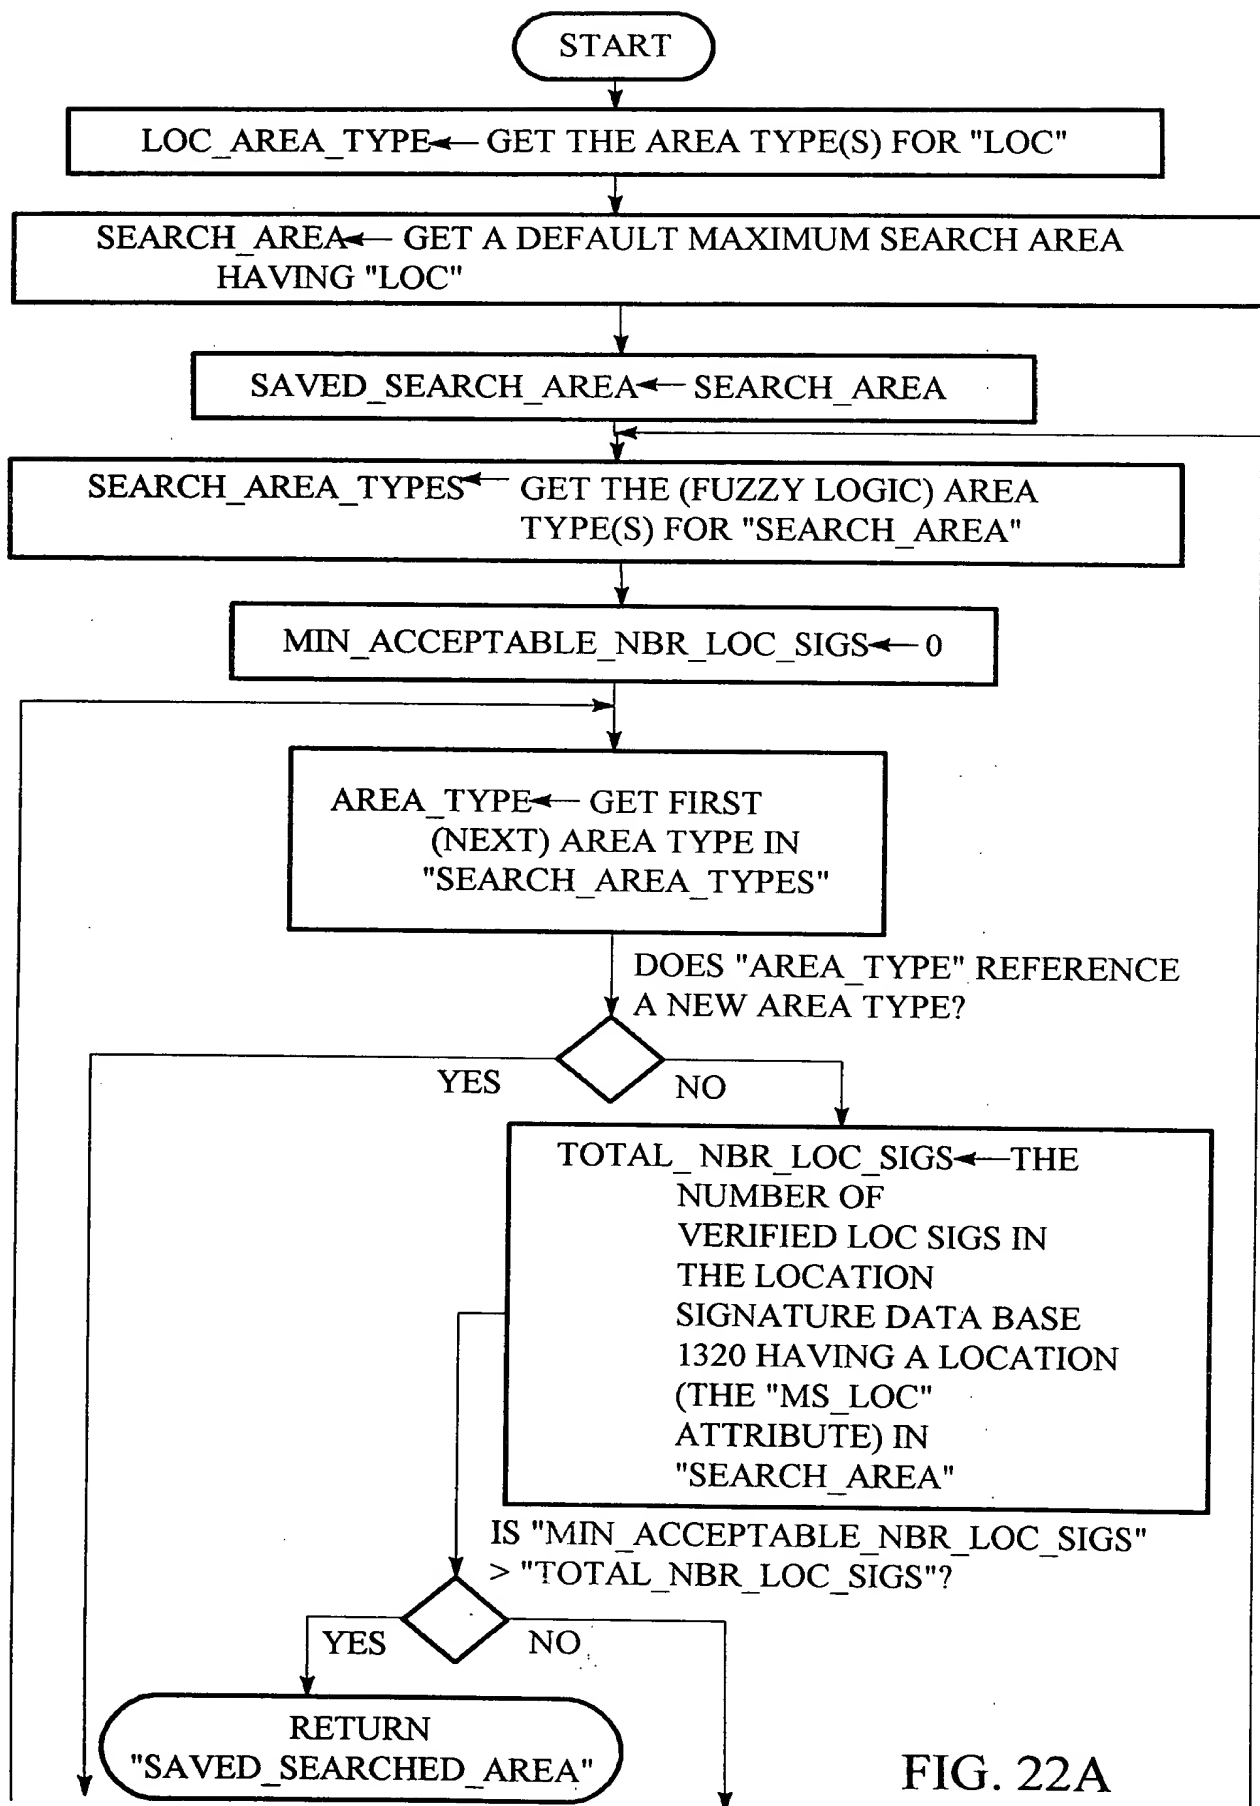 START
LOC_AREA_TYPE← GET THE AREA TYPE(S) FOR "LOC"
SEARCH_AREA← GET A DEFAULT MAXIMUM SEARCH AREA
HAVING "LOC"
SAVED_SEARCH_AREA← SEARCH_AREA
SEARCH_AREA_TYPES← GET THE (FUZZY LOGIC) AREA
TYPE(S) FOR "SEARCH_AREA"
MIN_ACCEPTABLE_NBR_LOC_SIGS← 0
AREA_TYPE← GET FIRST
(NEXT) AREA TYPE IN
"SEARCH_AREA_TYPES"
DOES "AREA_TYPE" REFERENCE
A NEW AREA TYPE?
YES
NO
TOTAL_ NBR_LOC_SIGS←THE
NUMBER OF
VERIFIED LOC SIGS IN
THE LOCATION
SIGNATURE DATA BASE
1320 HAVING A LOCATION
(THE "MS_LOC"
ATTRIBUTE) IN
"SEARCH_AREA"
IS "MIN_ACCEPTABLE_NBR_LOC_SIGS"
> "TOTAL_NBR_LOC_SIGS"?
YES
NO
RETURN
"SAVED_SEARCHED_AREA"
FIG. 22A